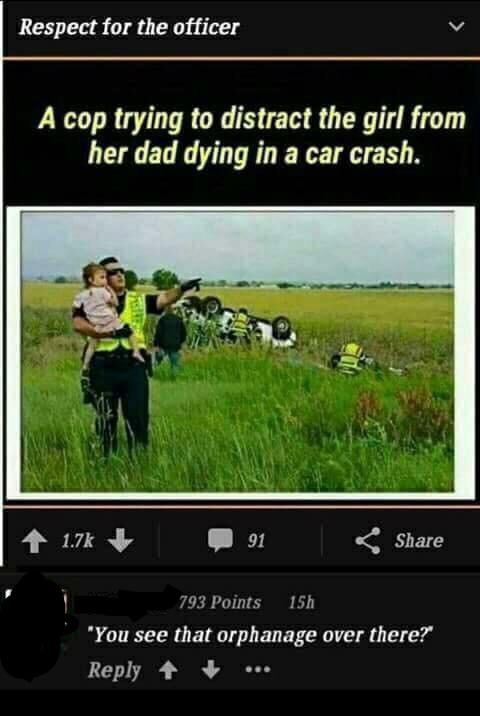 Respect for the officer
A cop trying to distract the girl from
her dad dying in a car crash.
1.7k
91
Share
793 Points 15h
"You see that orphanage over there?"
Reply